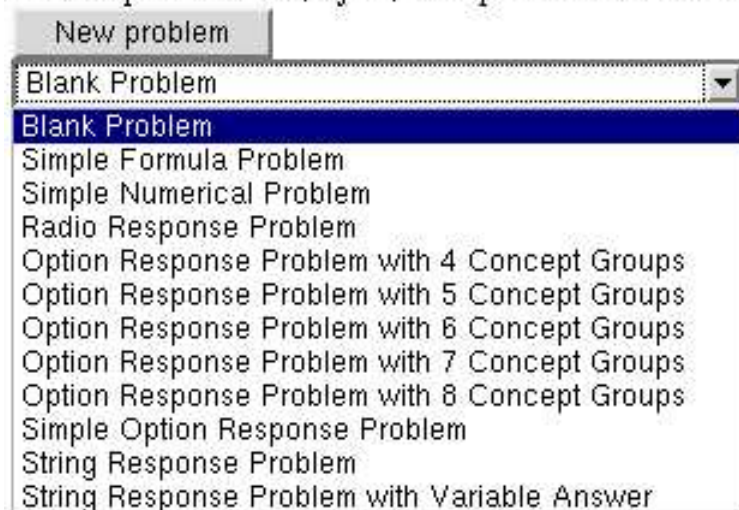 New problem
Blank Problem
Blank Problem
Simple Formula Problem
Simple Numerical Problem
Radio Response Problem
Option Response Problem with 4 Concept Groups
Option Response Problem with 5 Concept Groups
Option Response Problem with 6 Concept Groups
Option Response Problem with 7 Concept Groups
Option Response Problem with 8 Concept Groups
Simple Option Response Problem
String Response Problem
String Response Problem with Variable Answer